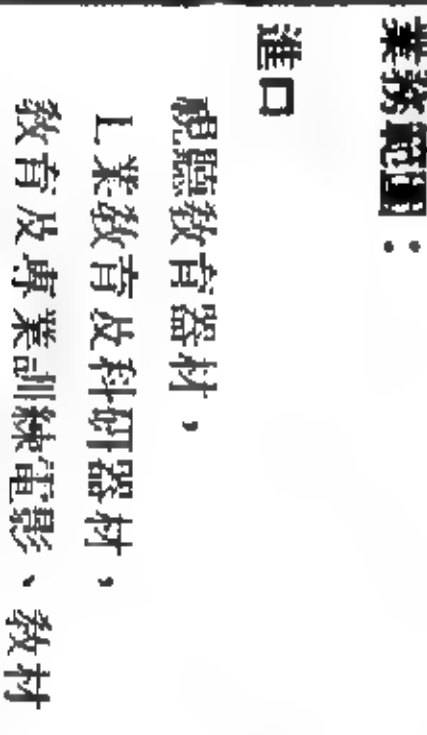 業務範圍：
進口
視聽教育器材，
工業教育及科研器材，
教育及專業訓練電影、教材